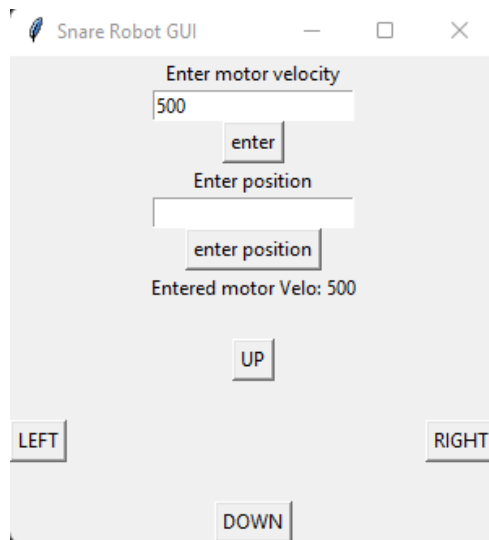 Snare Robot GUI
Enter motor velocity
500
enter
Enter position
enter position
Entered motor Velo: 500
UP
LEFT RIGHT
DOWN